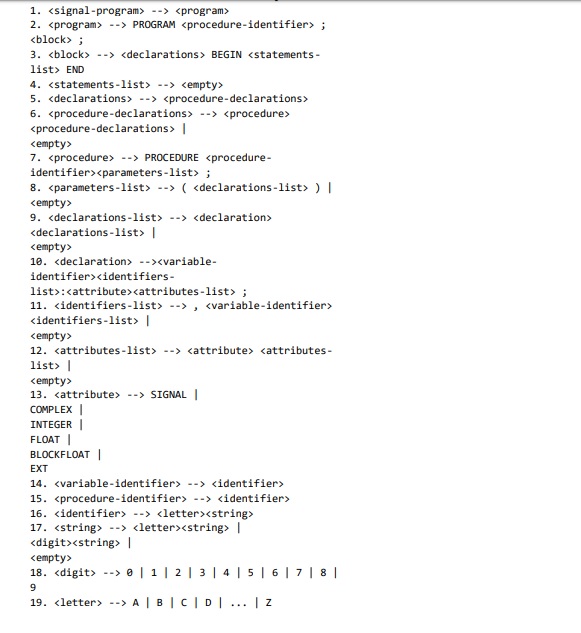 1. <signal-program> --> <program>
2. <program> --> PROGRAM <procedure-identifier> ;
<block> ;
3. <block> --> <declarations> BEGIN <statements-
list> END
4. <statements-list> --> <empty>
5. <declarations> --> <procedure-declarations>
6. <procedure-declarations> --> <procedure>
<procedure-declarations> |
<empty>
7. <procedure> --> PROCEDURE <procedure-
identifier><parameters-list> ;
8. <parameters-list> --> ( <declarations-list> ) |
<empty>
9. <declarations-list> --> <declaration>
<declarations-list> |
<empty>
10. <declaration> --><variable-
identifier><identifiers-
list>:<attribute><attributes-list> ;
11. <identifiers-list> --> , <variable-identifier>
<identifiers-list> |
<empty>
12. <attributes-list> --> <attribute> <attributes-
list> |
<empty>
13. <attribute> --> SIGNAL |
COMPLEX |
INTEGER |
FLOAT |
BLOCKFLOAT |
EXT
14. <variable-identifier> --> <identifier>
15. <procedure-identifier> --> <identifier>
16. <identifier> --> <letter><string>
17. <string> --> <letter><string> |
<digit><string> |
<empty>
18. <digit> --> 0 | 1 | 2 | 3 | 4 | 5 | 6 | 7 | 8 |
9
19. <letter> --> A | B | C | D | ... | Z